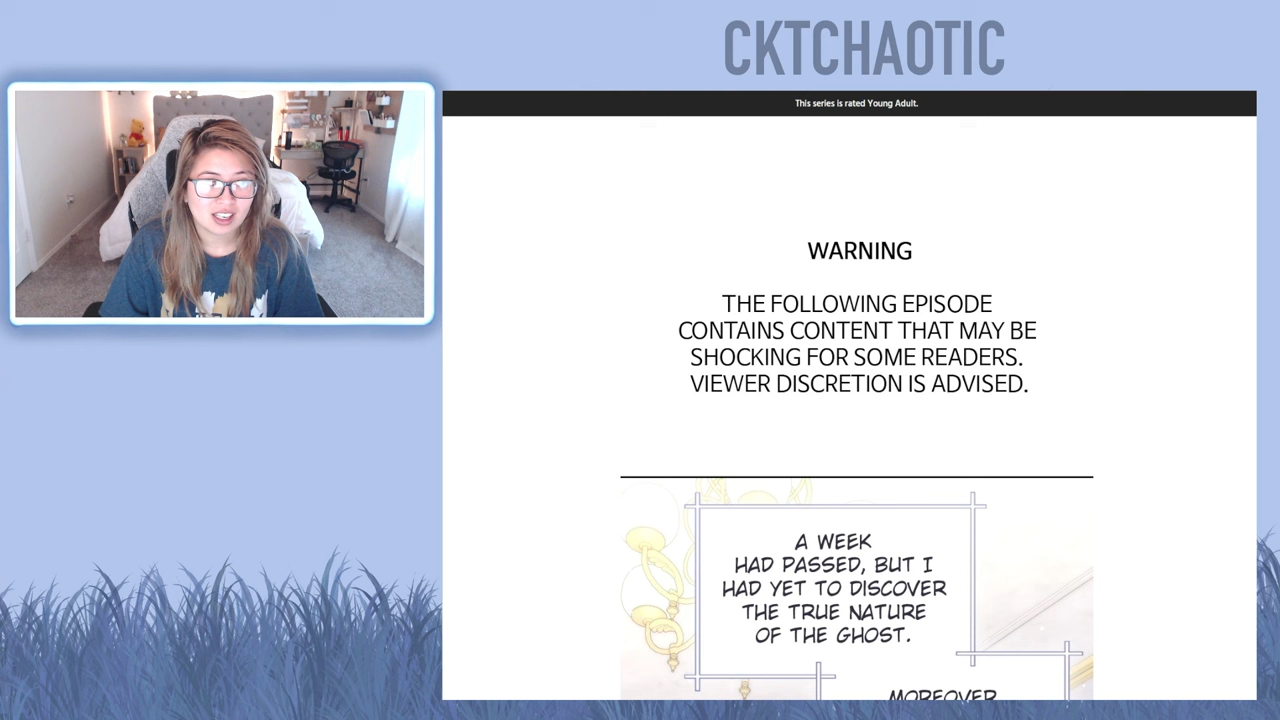 CKTCHAOTIC
This series is rated Young Adult.
WARNING
THE FOLLOWING EPISODE
CONTAINS CONTENT THAT MAY BE
SHOCKING FOR SOME READERS.
VIEWER DISCRETION IS ADVISED.
A WEEK
HAD PASSED, BUT I
HAD YET TO DISCOVER
THE TRUE NATURE
OF THE GHOST.
MOREOVER